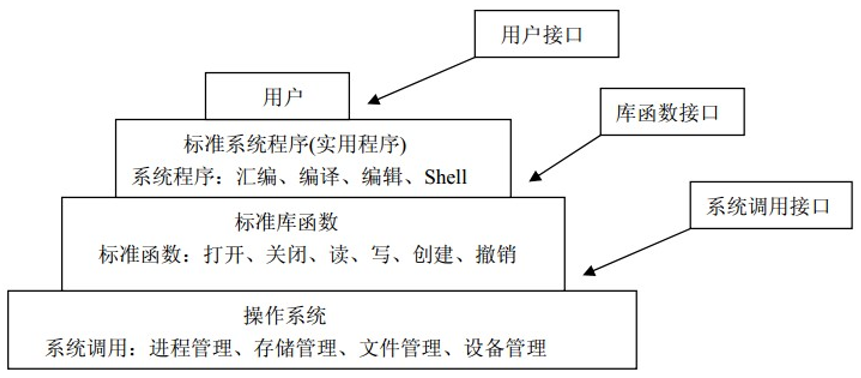 用户接口
用户
库函数接口
标准系统程序(实用程序)
系统程序：汇编、编译、编辑、Shell
系统调用接口
标准库函数
标准函数：打开、关闭、读、写、创建、撤销
操作系统
系统调用：进程管理、存储管理、文件管理、设备管理